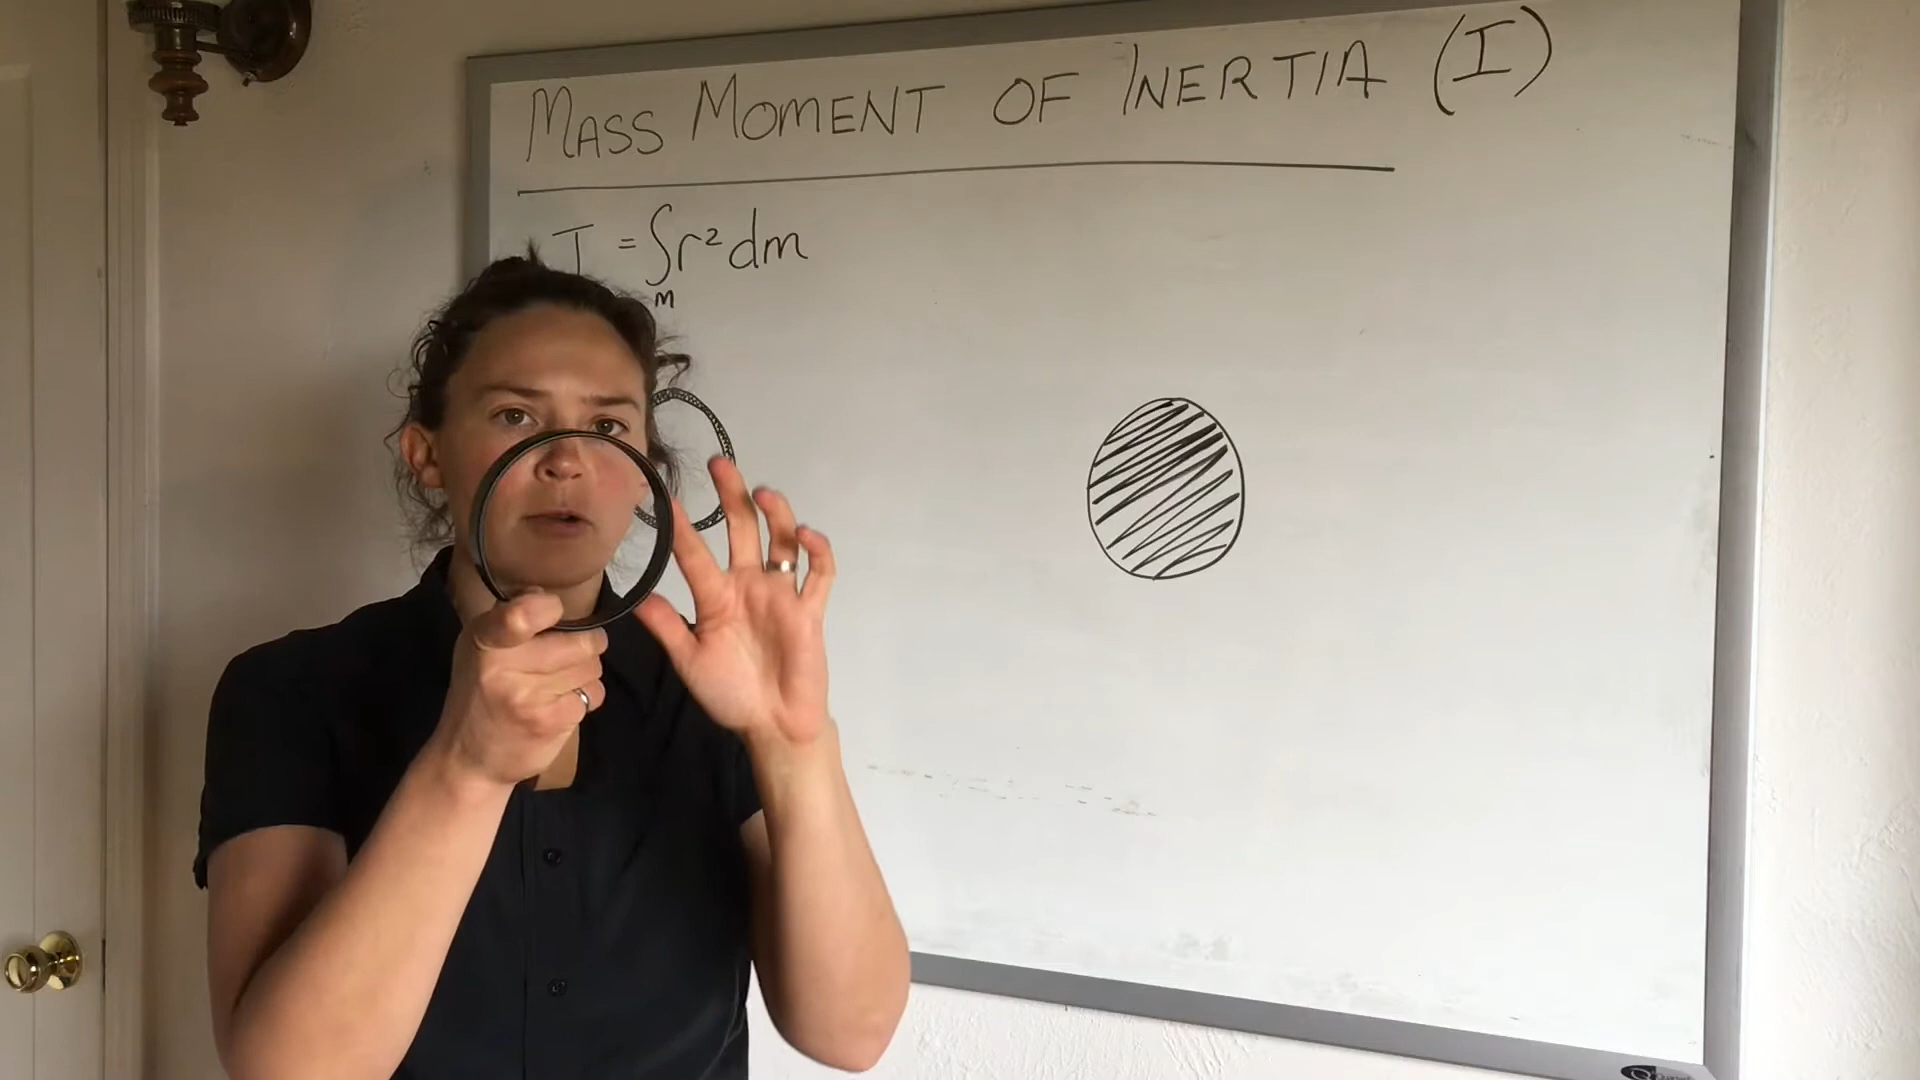 MASS MOMENT OF INERTIA (I)
I = ∫r²dm
m